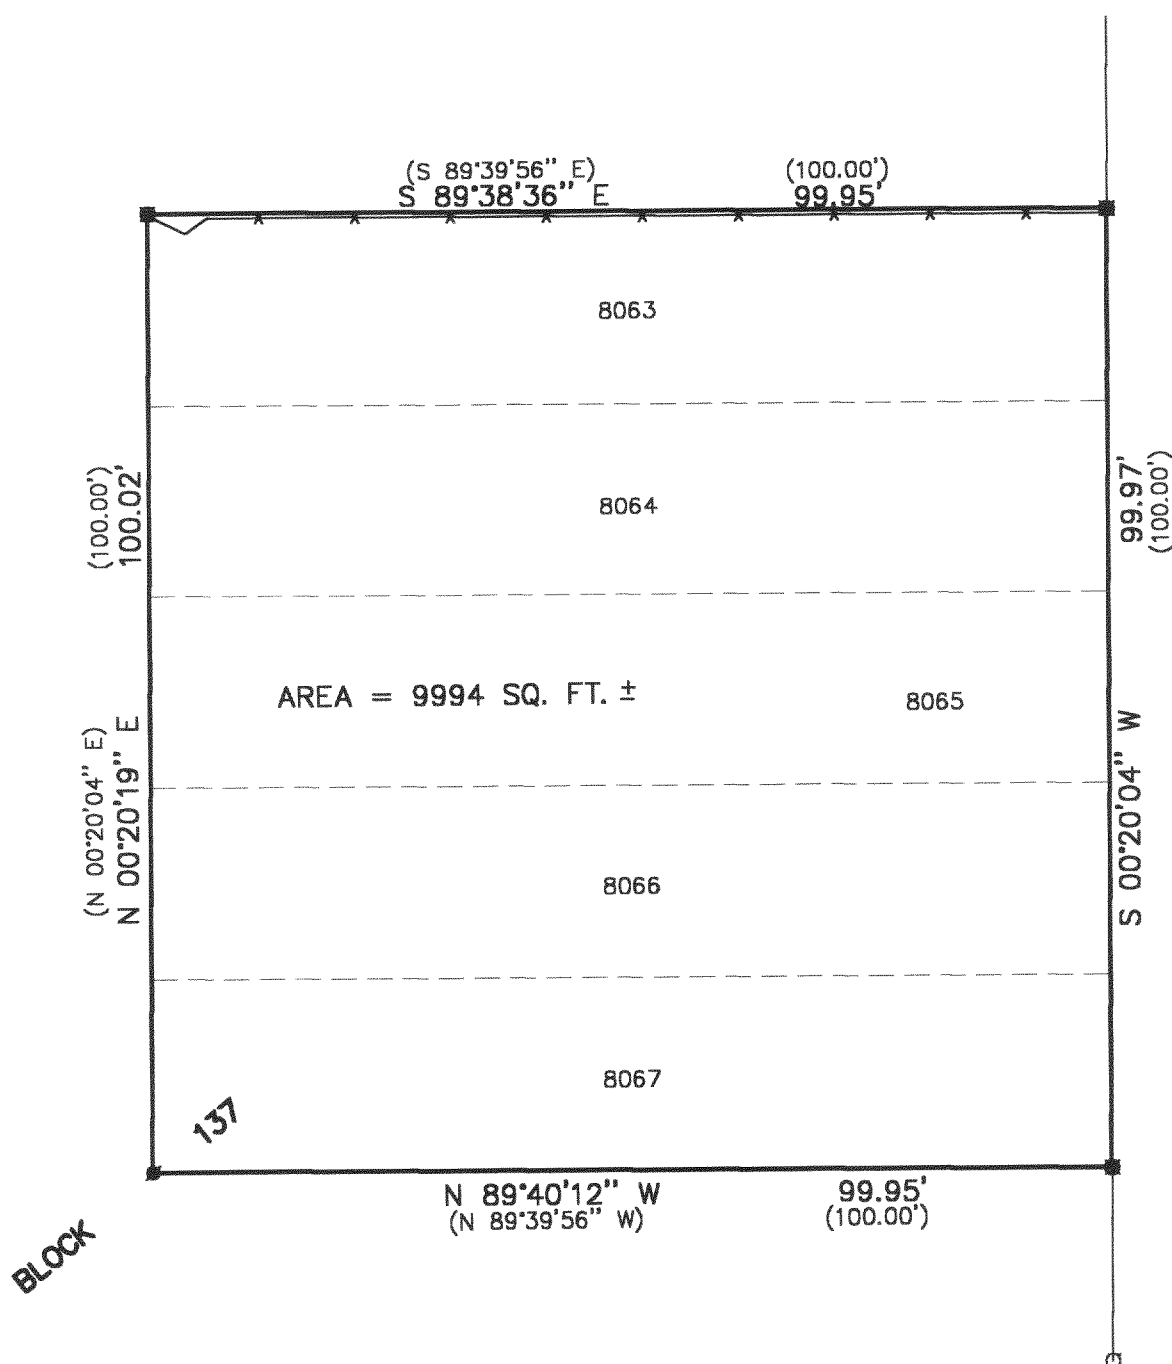 (S 89°39'56" E)
(100.00')
S 89°38'36" E
99.95'
8063
(100.00')
100.02'
8064
99.97'
(100.00')
AREA = 9994 SQ. FT. ±
8065
(N 00°20'04" E)
N 00°20'19" E
S 00°20'04" W
8066
8067
137
N 89°40'12" W
99.95'
(N 89°39'56" W)
(100.00')
BLOCK